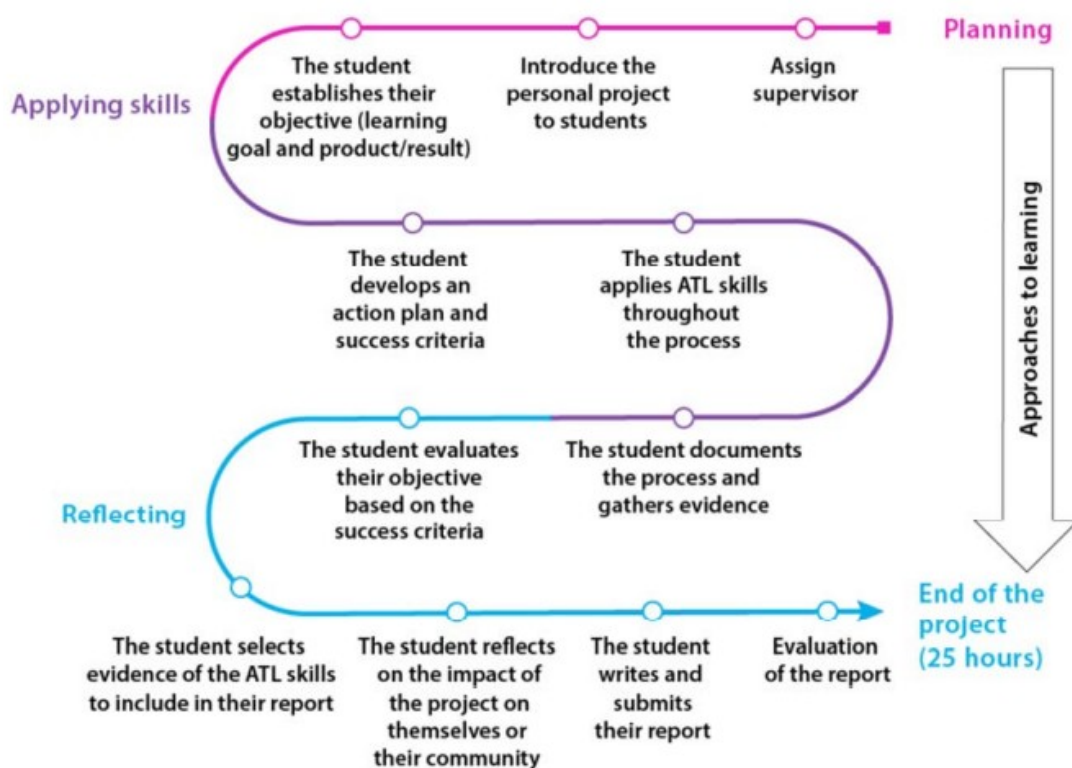 Planning
Assign
supervisor
Introduce the
personal project
to students
The student
establishes their
objective (learning
goal and product/result)
Applying skills
The student
develops an
action plan and
success criteria
The student
applies ATL skills
throughout
the process
The student documents
the process and
gathers evidence
The student evaluates
their objective
based on the
success criteria
Reflecting
The student selects
evidence of the ATL skills
to include in their report
The student reflects
on the impact of
the project on
themselves or
their community
The student
writes and
submits
their report
Evaluation
of the report
End of the
project
(25 hours)
Approaches to learning